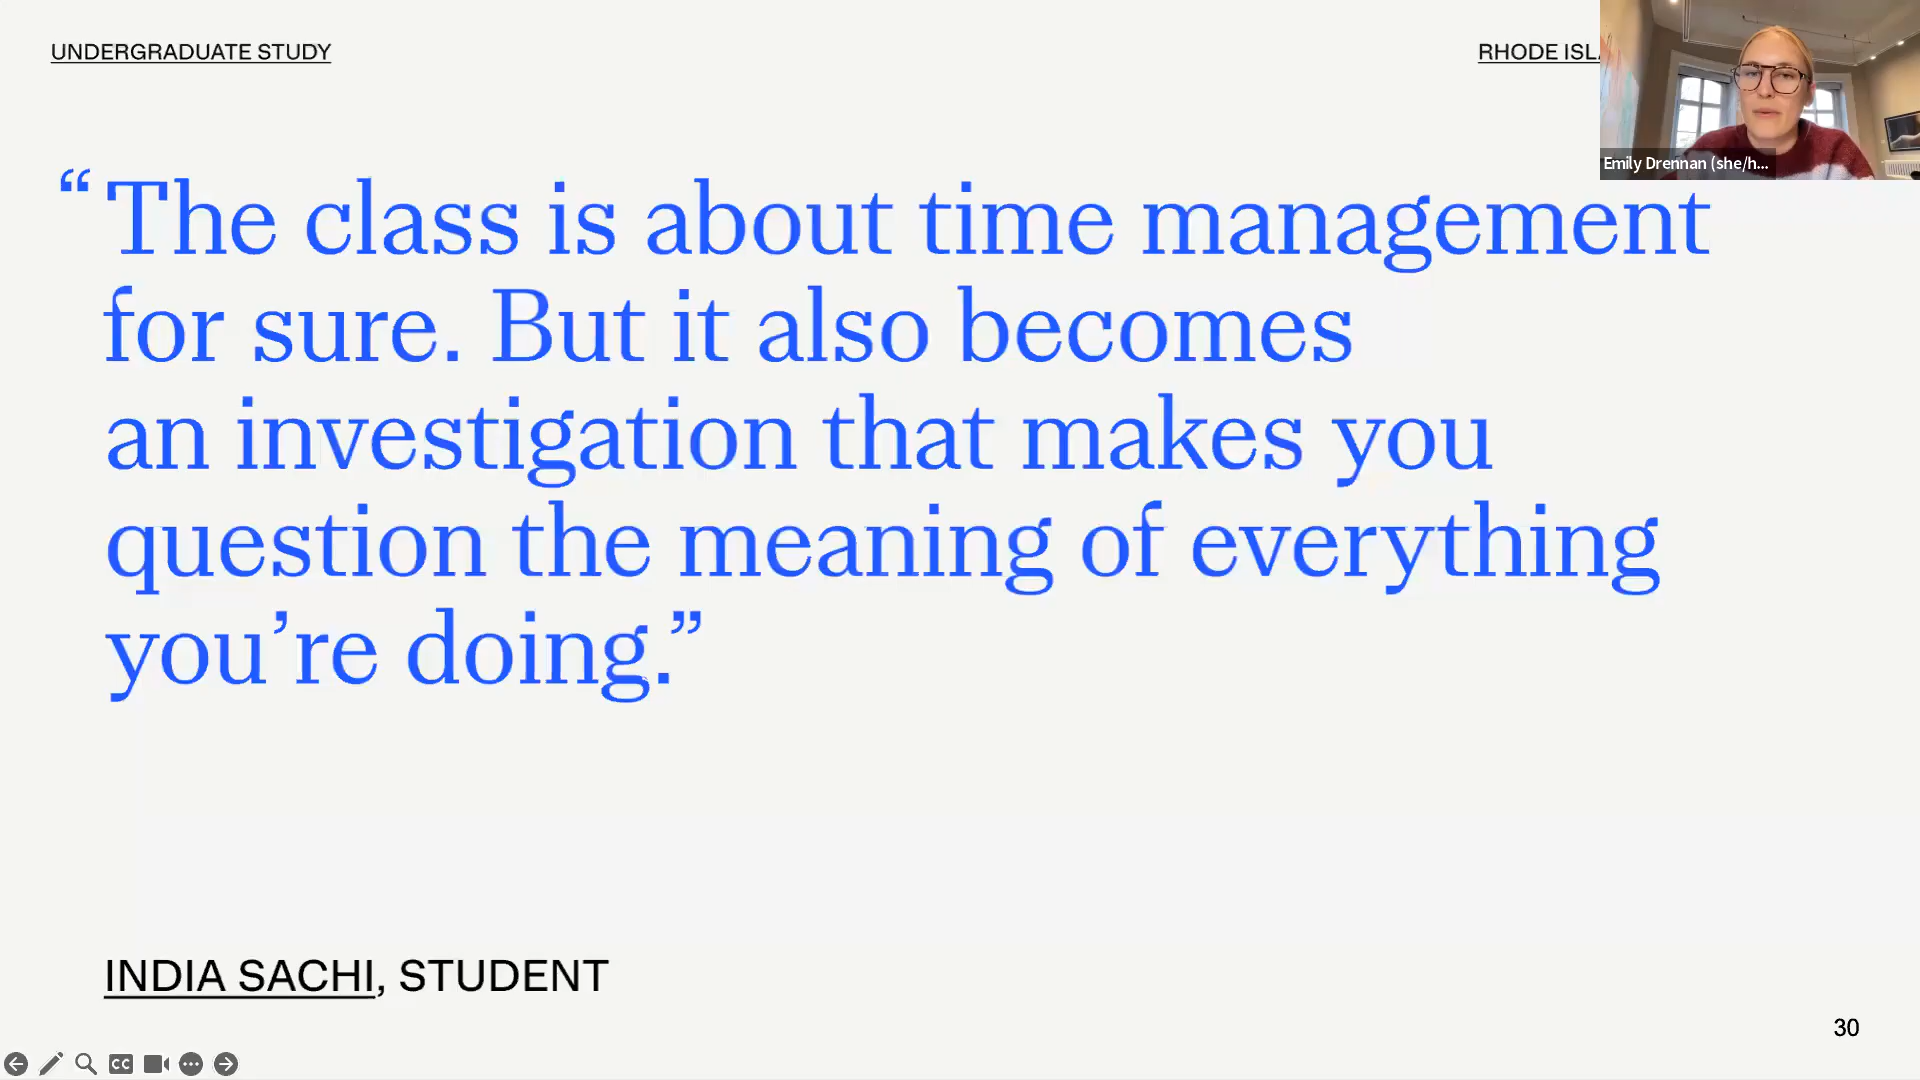 UNDERGRADUATE STUDY
RHODE ISL
Emily Drennan (she/h...
“The class is about time management
for sure. But it also becomes
an investigation that makes you
question the meaning of everything
you’re doing.”
INDIA SACHI, STUDENT
30
CC